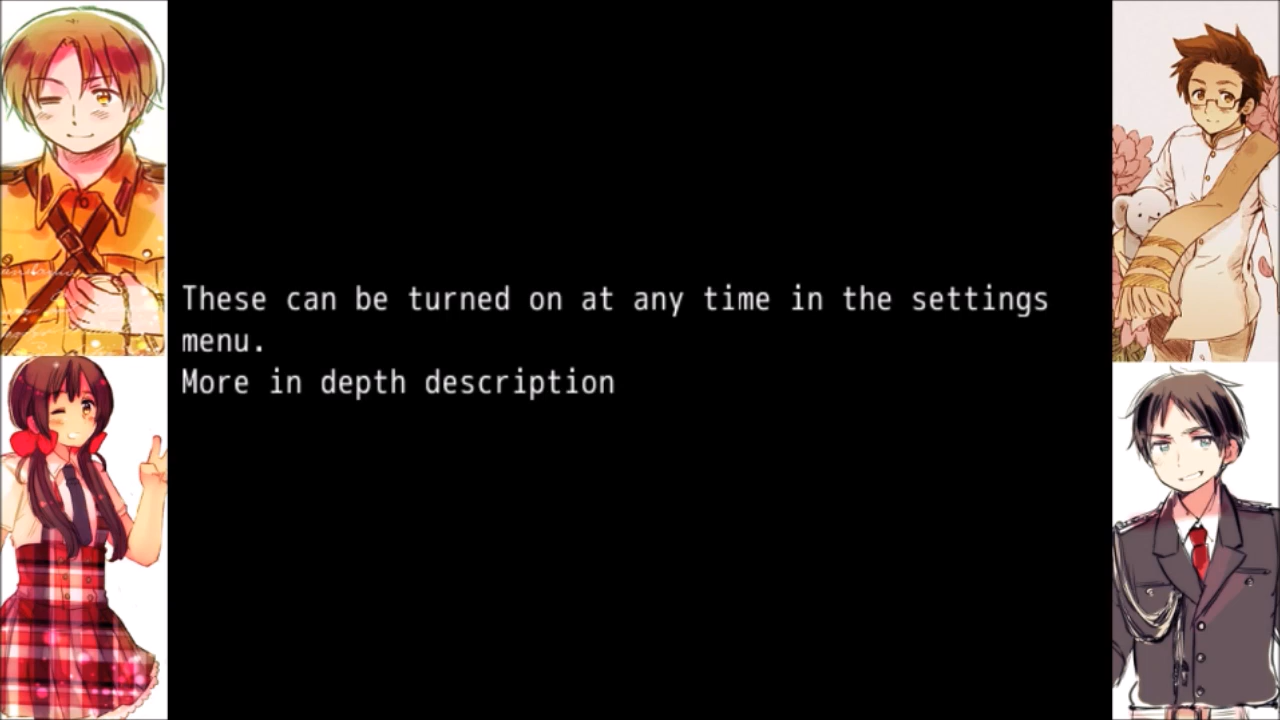 These can be turned on at any time in the settings
menu.
More in depth description